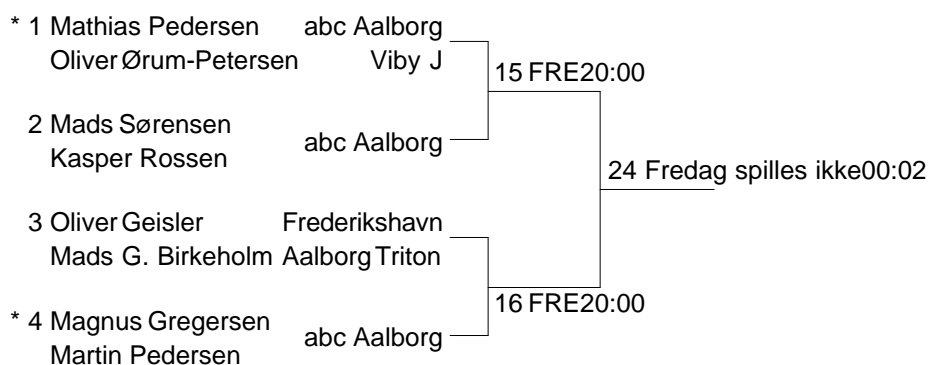 * 1 Mathias Pedersen abc Aalborg
Oliver Ørum-Petersen Viby J
15 FRE20:00
2 Mads Sørensen
abc Aalborg
Kasper Rossen
24 Fredag spilles ikke00:02
3 Oliver Geisler Frederikshavn
Mads G. Birkeholm Aalborg Triton
16 FRE20:00
* 4 Magnus Gregersen
abc Aalborg
Martin Pedersen